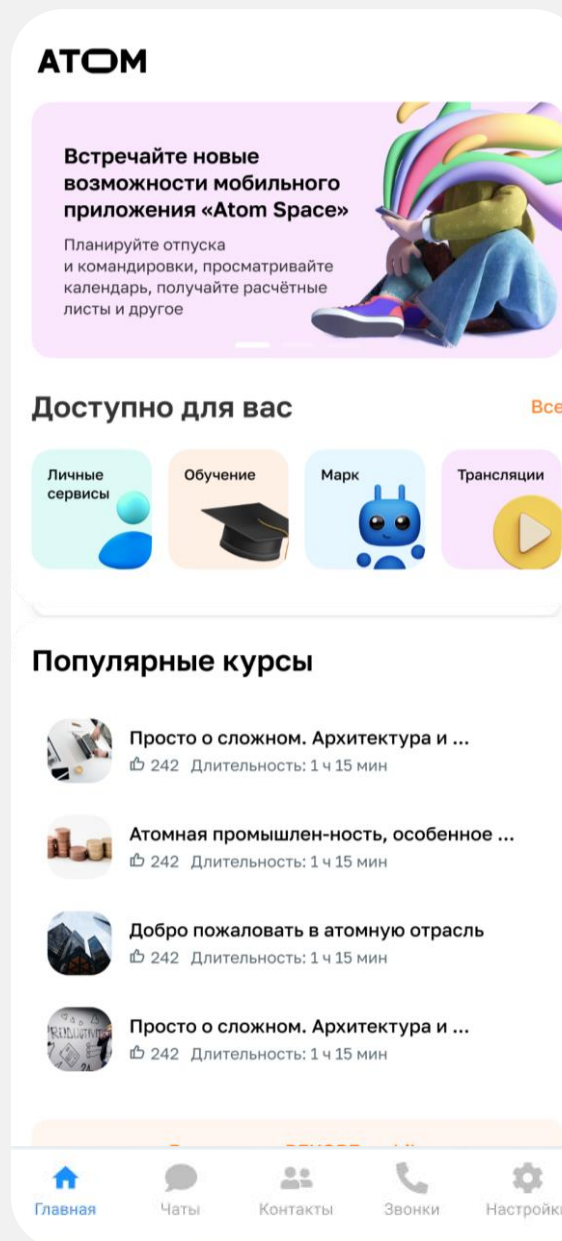 АТОМ
Встречайте новые
возможности мобильного
приложения «Atom Space»
Планируйте отпуска
и командировки, просматривайте
календарь, получайте расчётные
листы и другое
Доступно для вас
Все
Личные
сервисы
Обучение
Марк
Трансляции
Популярные курсы
Просто о сложном. Архитектура и ...
242 Длительность: 1 ч 15 мин
Атомная промышлен-ность, особенное ...
242 Длительность: 1 ч 15 мин
Добро пожаловать в атомную отрасль
242 Длительность: 1 ч 15 мин
Просто о сложном. Архитектура и ...
242 Длительность: 1 ч 15 мин
Главная
Чаты
Контакты
Звонки
Настройки